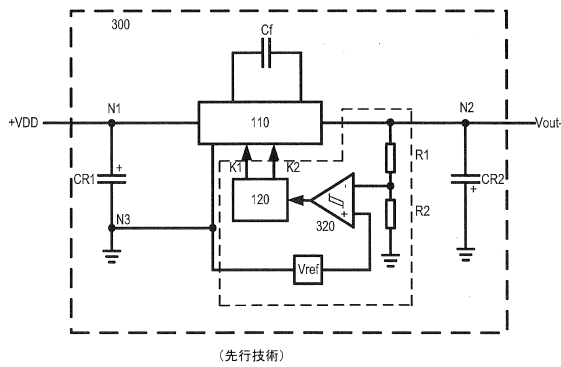 300
Cf
N1
110
N2
+VDD
Vout-
K1
K2
R1
CR1
+
120
-
+
R2
CR2
+
320
N3
Vref
(先行技術)